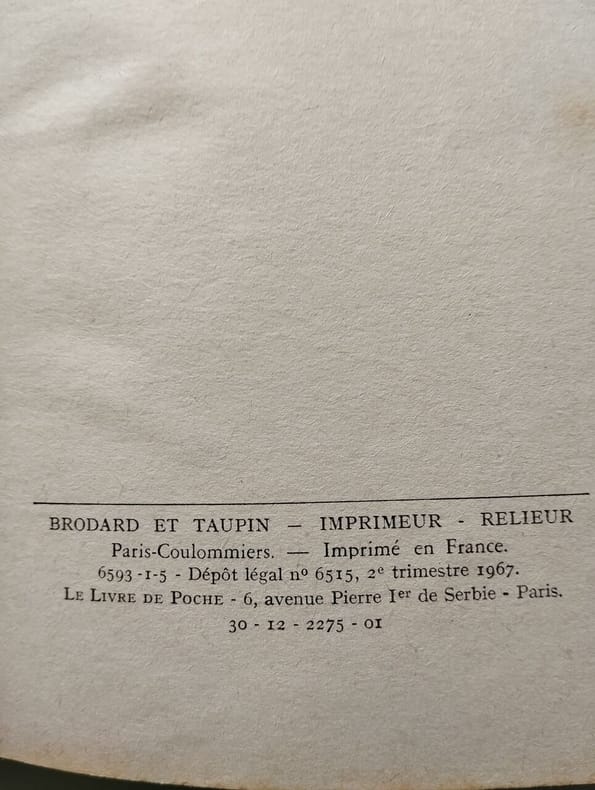 BRODARD ET TAUPIN — IMPRIMEUR - RELIEUR
Paris-Coulommiers. — Imprimé en France.
6593-1-5 - Dépôt légal nº 6515, 2e trimestre 1967.
LE LIVRE DE POCHE - 6, avenue Pierre Ier de Serbie - Paris.
30 - 12 - 2275 - 01